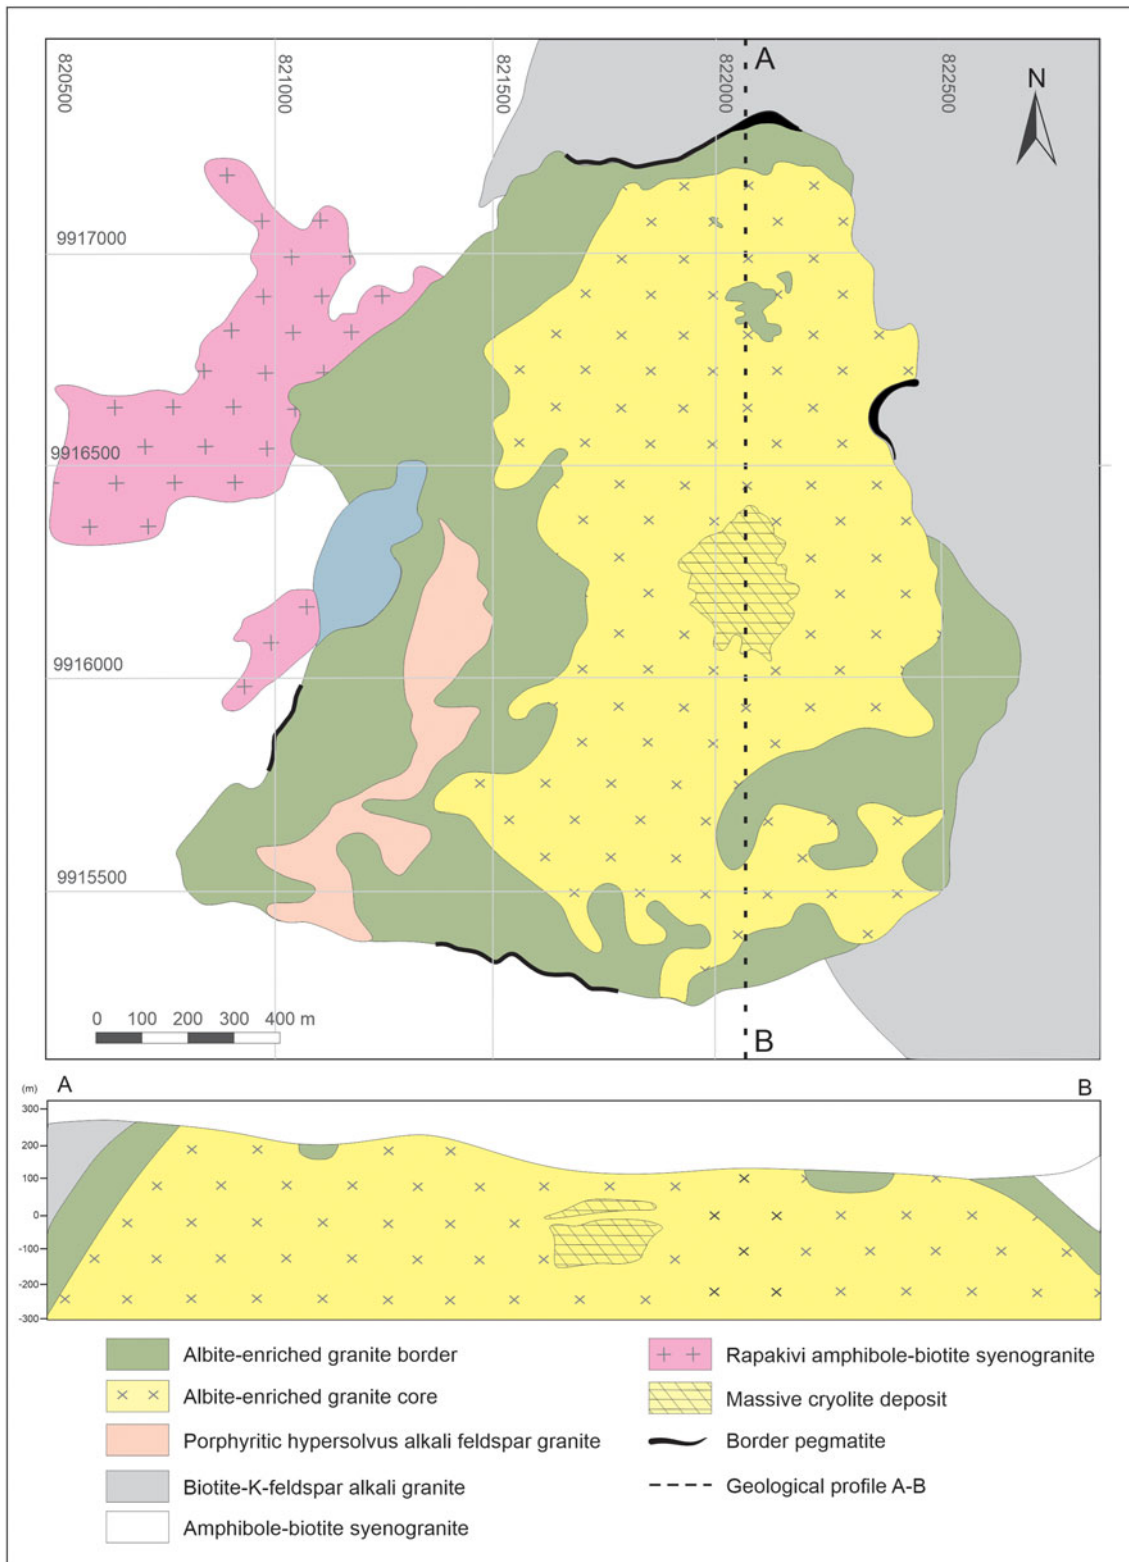 820500
821000
821500
822000
822500
A
N
9917000
9916500
9916000
9915500
0 100 200 300 400 m
B
(m)
A
B
300
200
100
0
-100
-200
-300
Albite-enriched granite border
Albite-enriched granite core
Porphyritic hypersolvus alkali feldspar granite
Biotite-K-feldspar alkali granite
Amphibole-biotite syenogranite
Rapakivi amphibole-biotite syenogranite
Massive cryolite deposit
Border pegmatite
Geological profile A-B